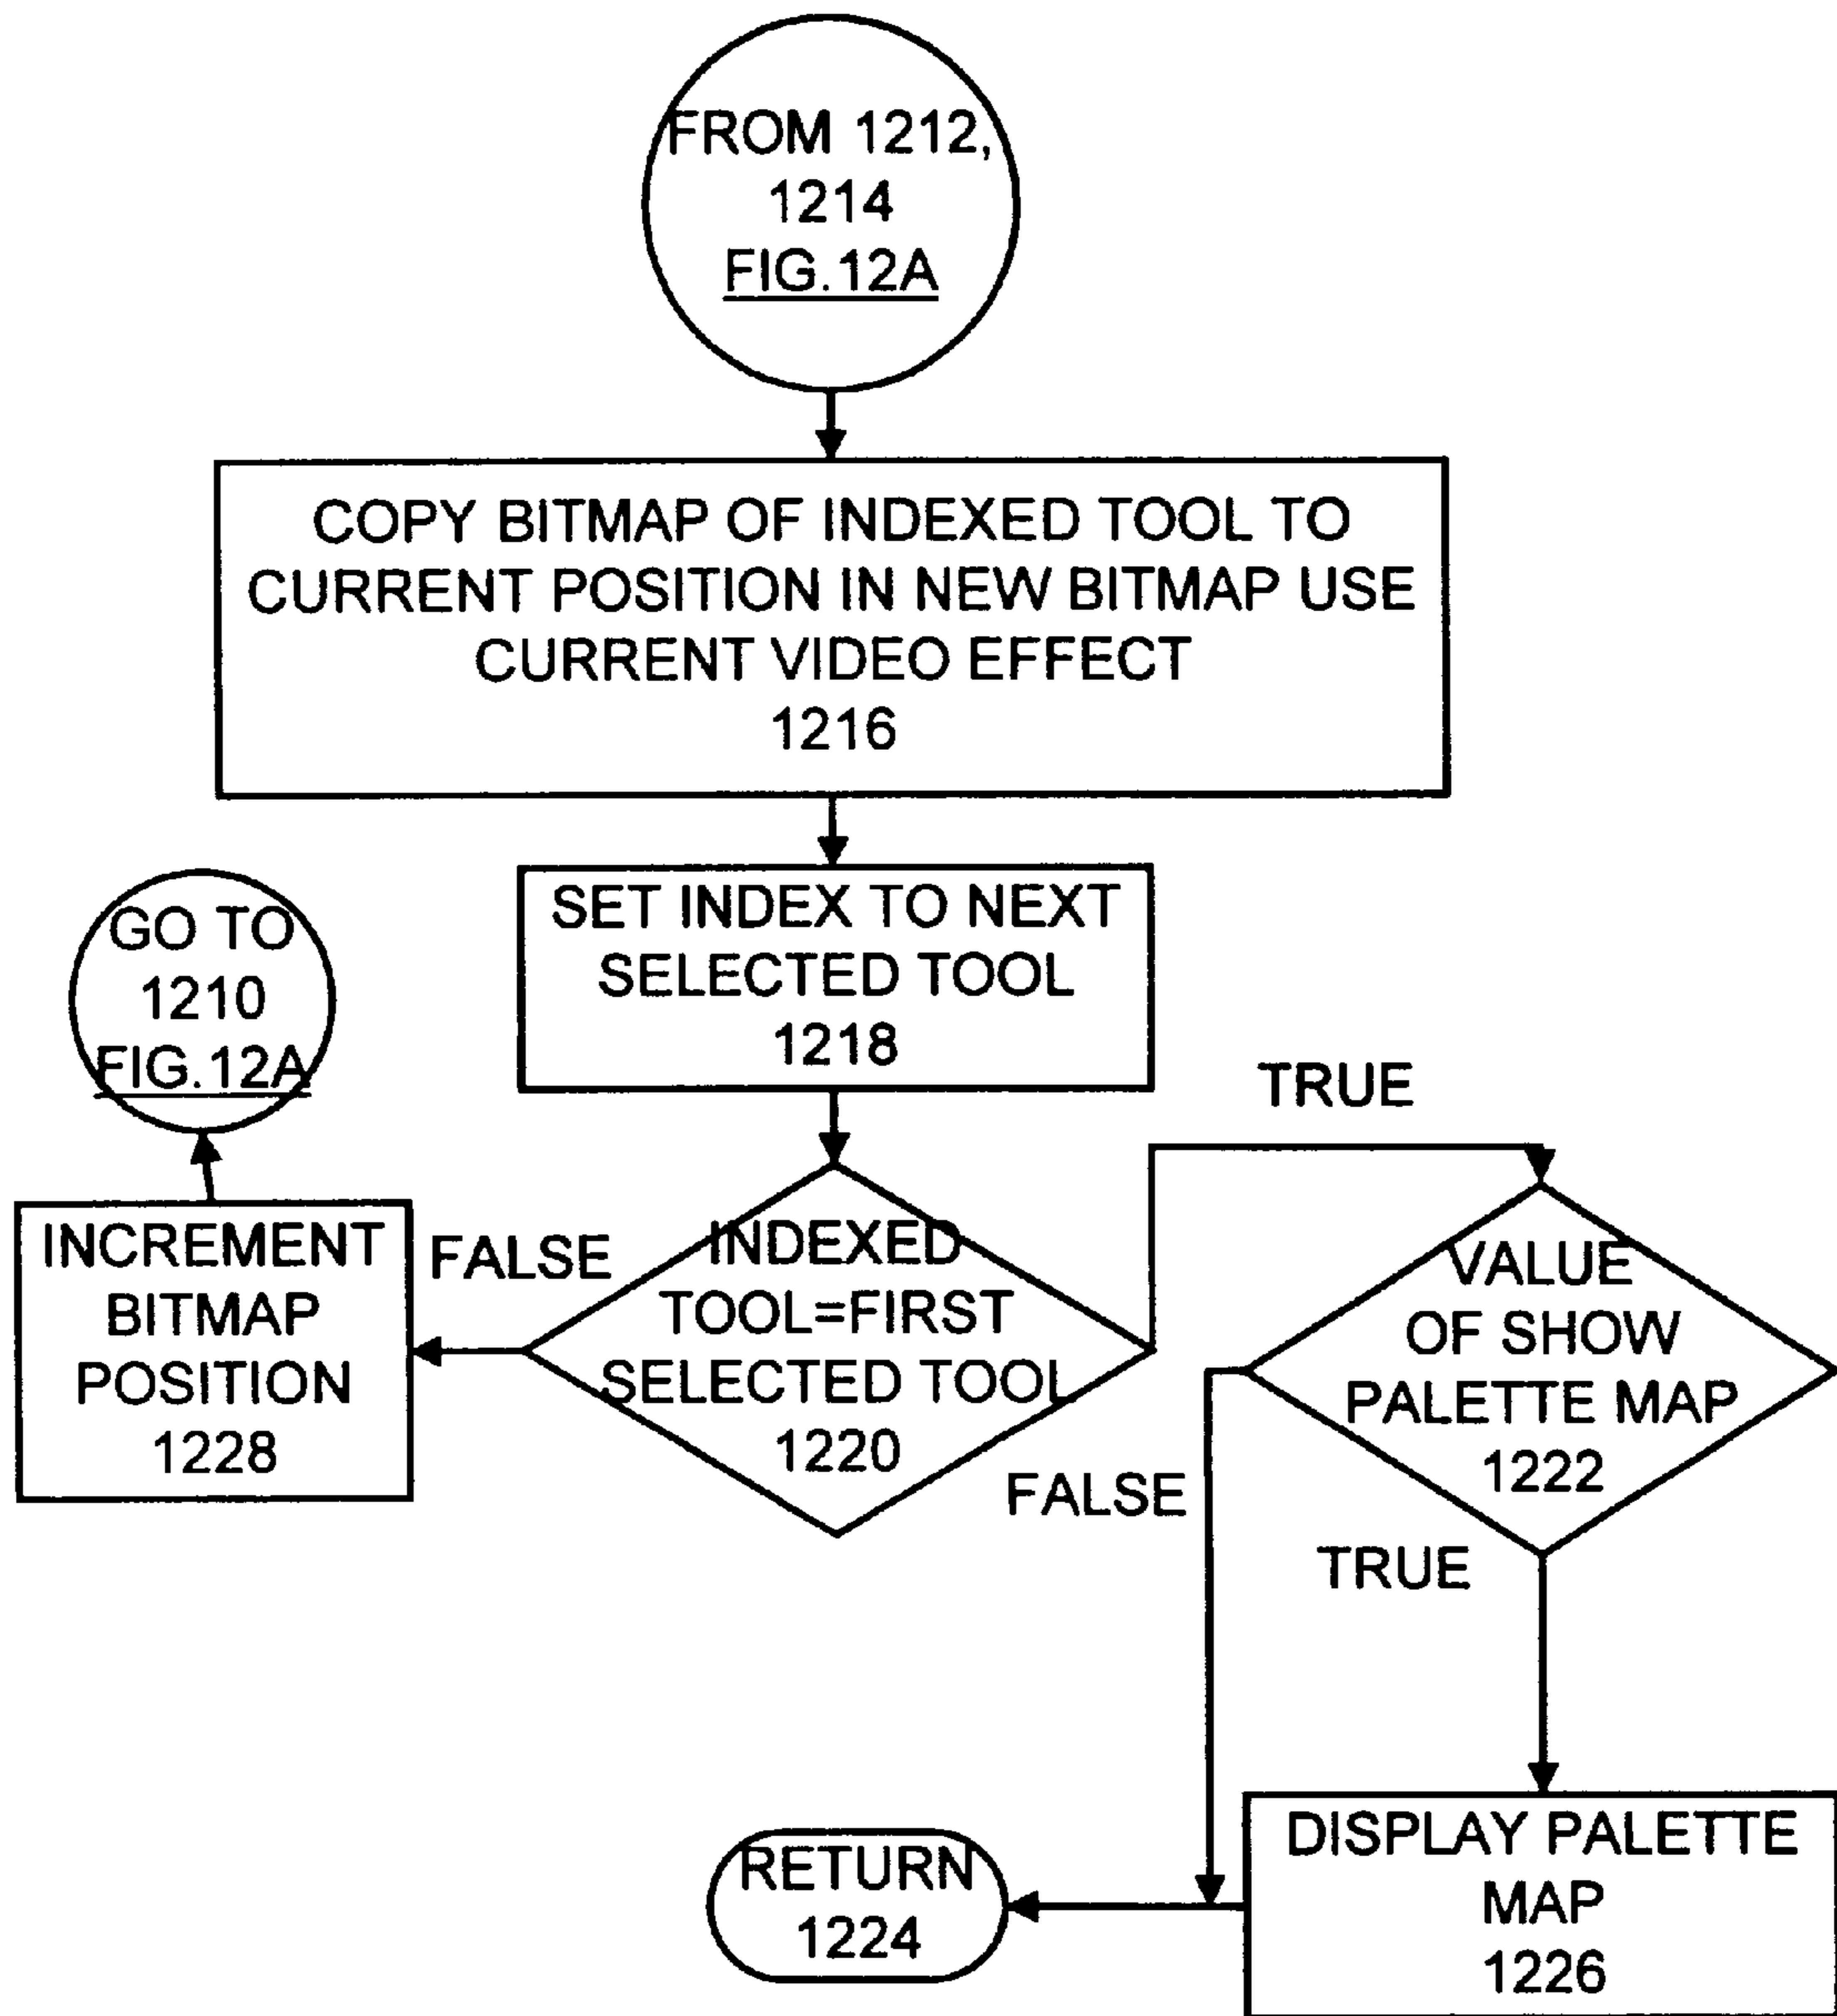 FROM 1212,
1214
FIG.12A
COPY BITMAP OF INDEXED TOOL TO
CURRENT POSITION IN NEW BITMAP USE
CURRENT VIDEO EFFECT
1216
SET INDEX TO NEXT
SELECTED TOOL
1218
GO TO
1210
FIG.12A
INCREMENT
BITMAP
POSITION
1228
FALSE
INDEXED
TOOL=FIRST
SELECTED TOOL
1220
TRUE
VALUE
OF SHOW
PALETTE MAP
1222
FALSE
TRUE
DISPLAY PALETTE
MAP
1226
RETURN
1224